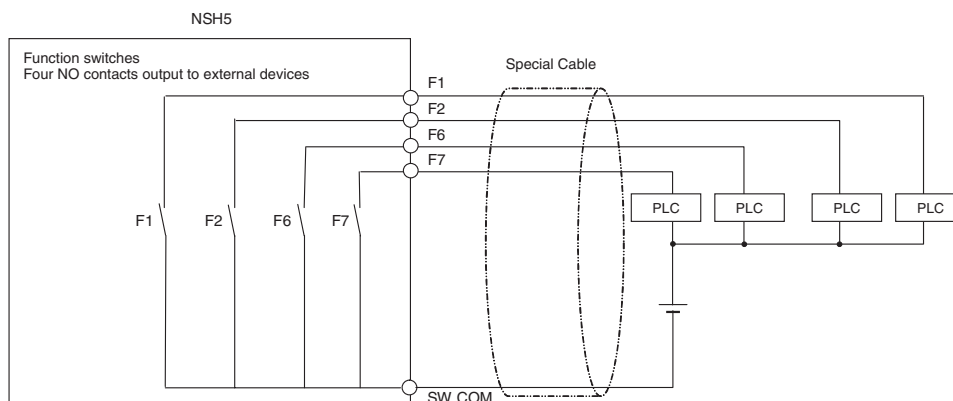 NSH5
Function switches
Four NO contacts output to external devices
Special Cable
F1
F2
F6
F7
F1
F2
F6
F7
PLC
PLC
PLC
PLC
SW COM